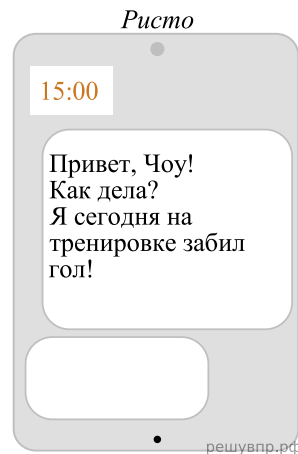 Ристо
15:00
Привет, Чоу!
Как дела?
Я сегодня на
тренировке забил
гол!
решувпр.рф